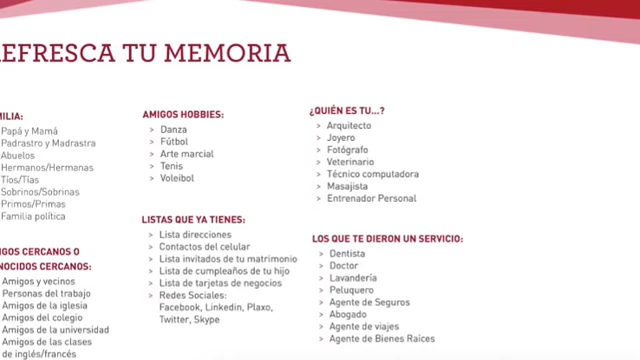 REFRESCA TU MEMORIA
MILIA:
Papá y Mamá
Padrastro y Madrastra
Abuelos
Hermanos/Hermanas
Tíos/Tías
Sobrinos/Sobrinas
Primos/Primas
Familia política
IGOS CERCANOS O
NOCIDOS CERCANOS:
Amigos y vecinos
Personas del trabajo
Amigos de la iglesia
Amigos del colegio
Amigos de la universidad
Amigos de las clases
de inglés/francés
AMIGOS HOBBIES:
> Danza
> Fútbol
> Arte marcial
> Tenis
> Voleibol
LISTAS QUE YA TIENES:
> Lista direcciones
> Contactos del celular
> Lista invitados de tu matrimonio
> Lista de cumpleaños de tu hijo
> Lista de tarjetas de negocios
> Redes Sociales:
Facebook, Linkedin, Plaxo,
Twitter, Skype
¿QUIÉN ES TU...?
> Arquitecto
> Joyero
> Fotógrafo
> Veterinario
> Técnico computadora
> Masajista
> Entrenador Personal
LOS QUE TE DIERON UN SERVICIO:
> Dentista
> Doctor
> Lavandería
> Peluquero
> Agente de Seguros
> Abogado
> Agente de viajes
> Agente de Bienes Raíces